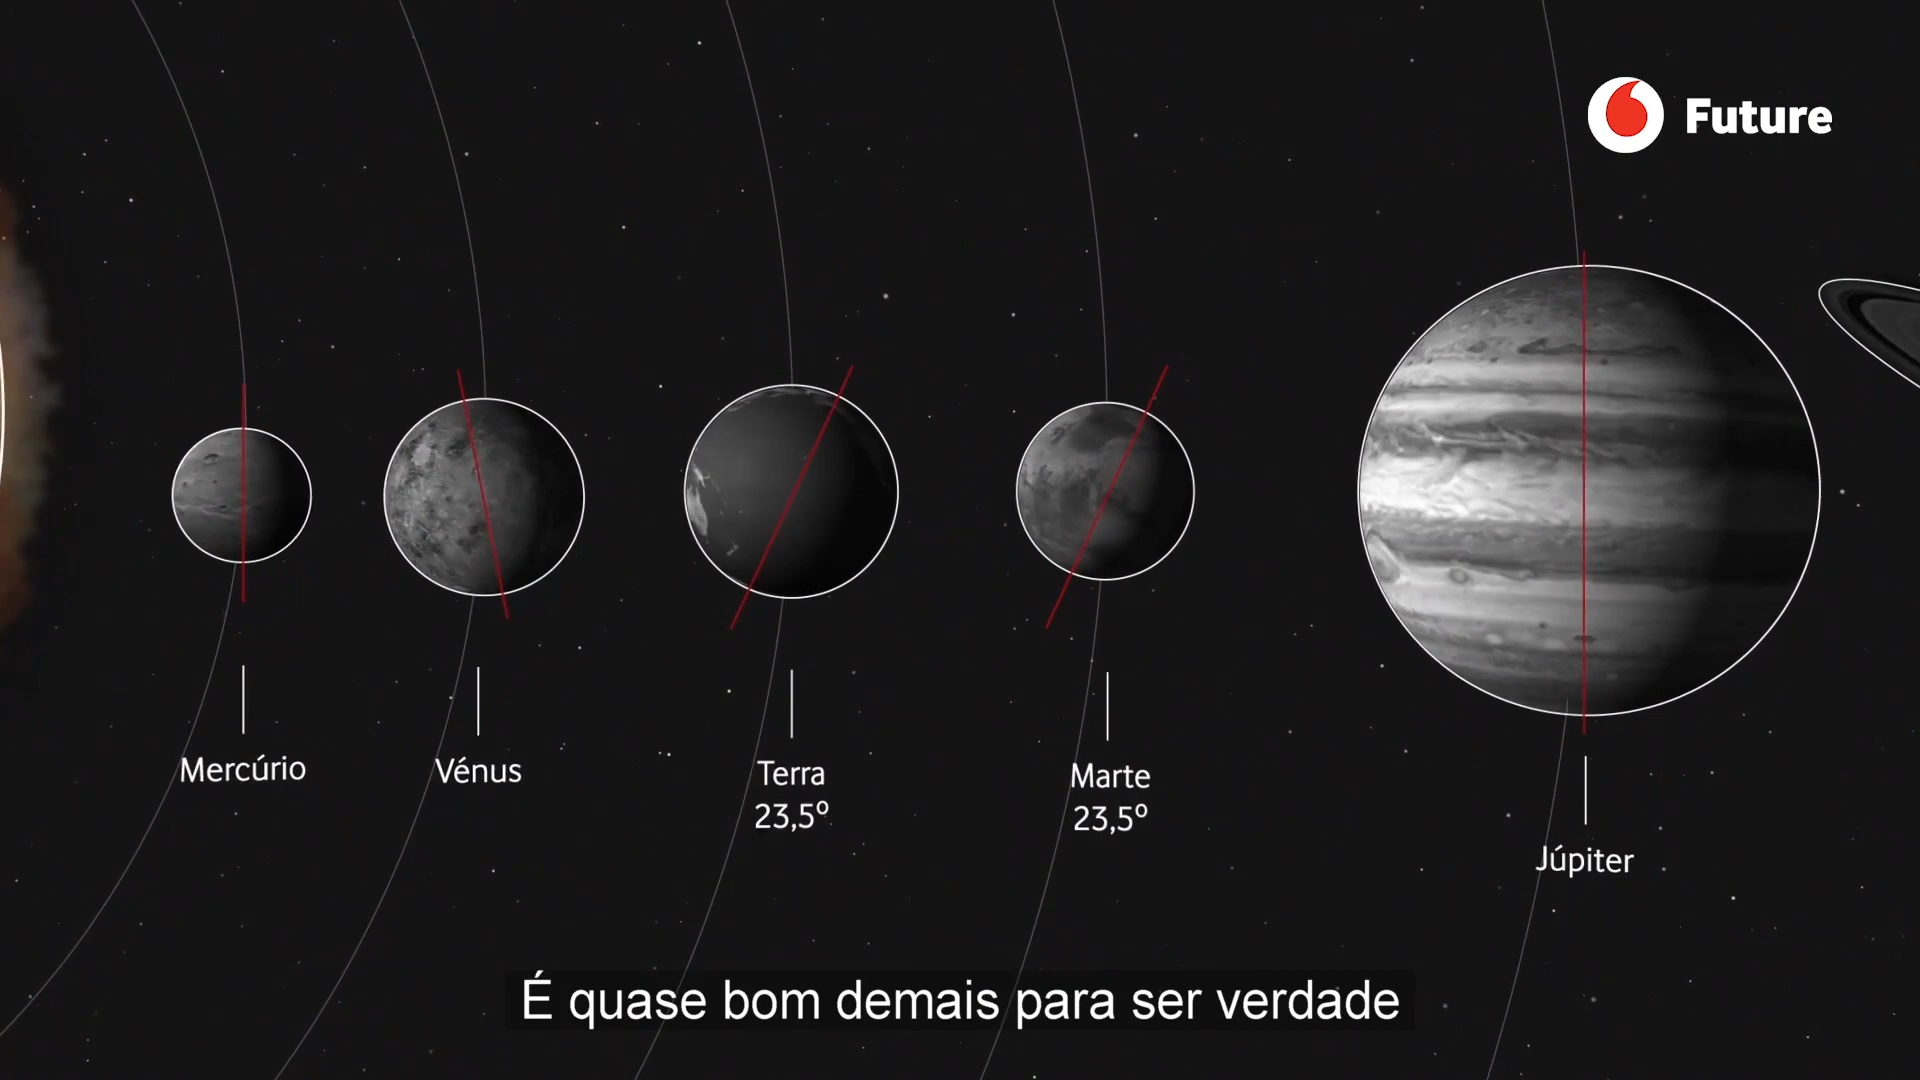 Future
Mercúrio
Vénus
Terra
23,5º
Marte
23,5º
Júpiter
É quase bom demais para ser verdade